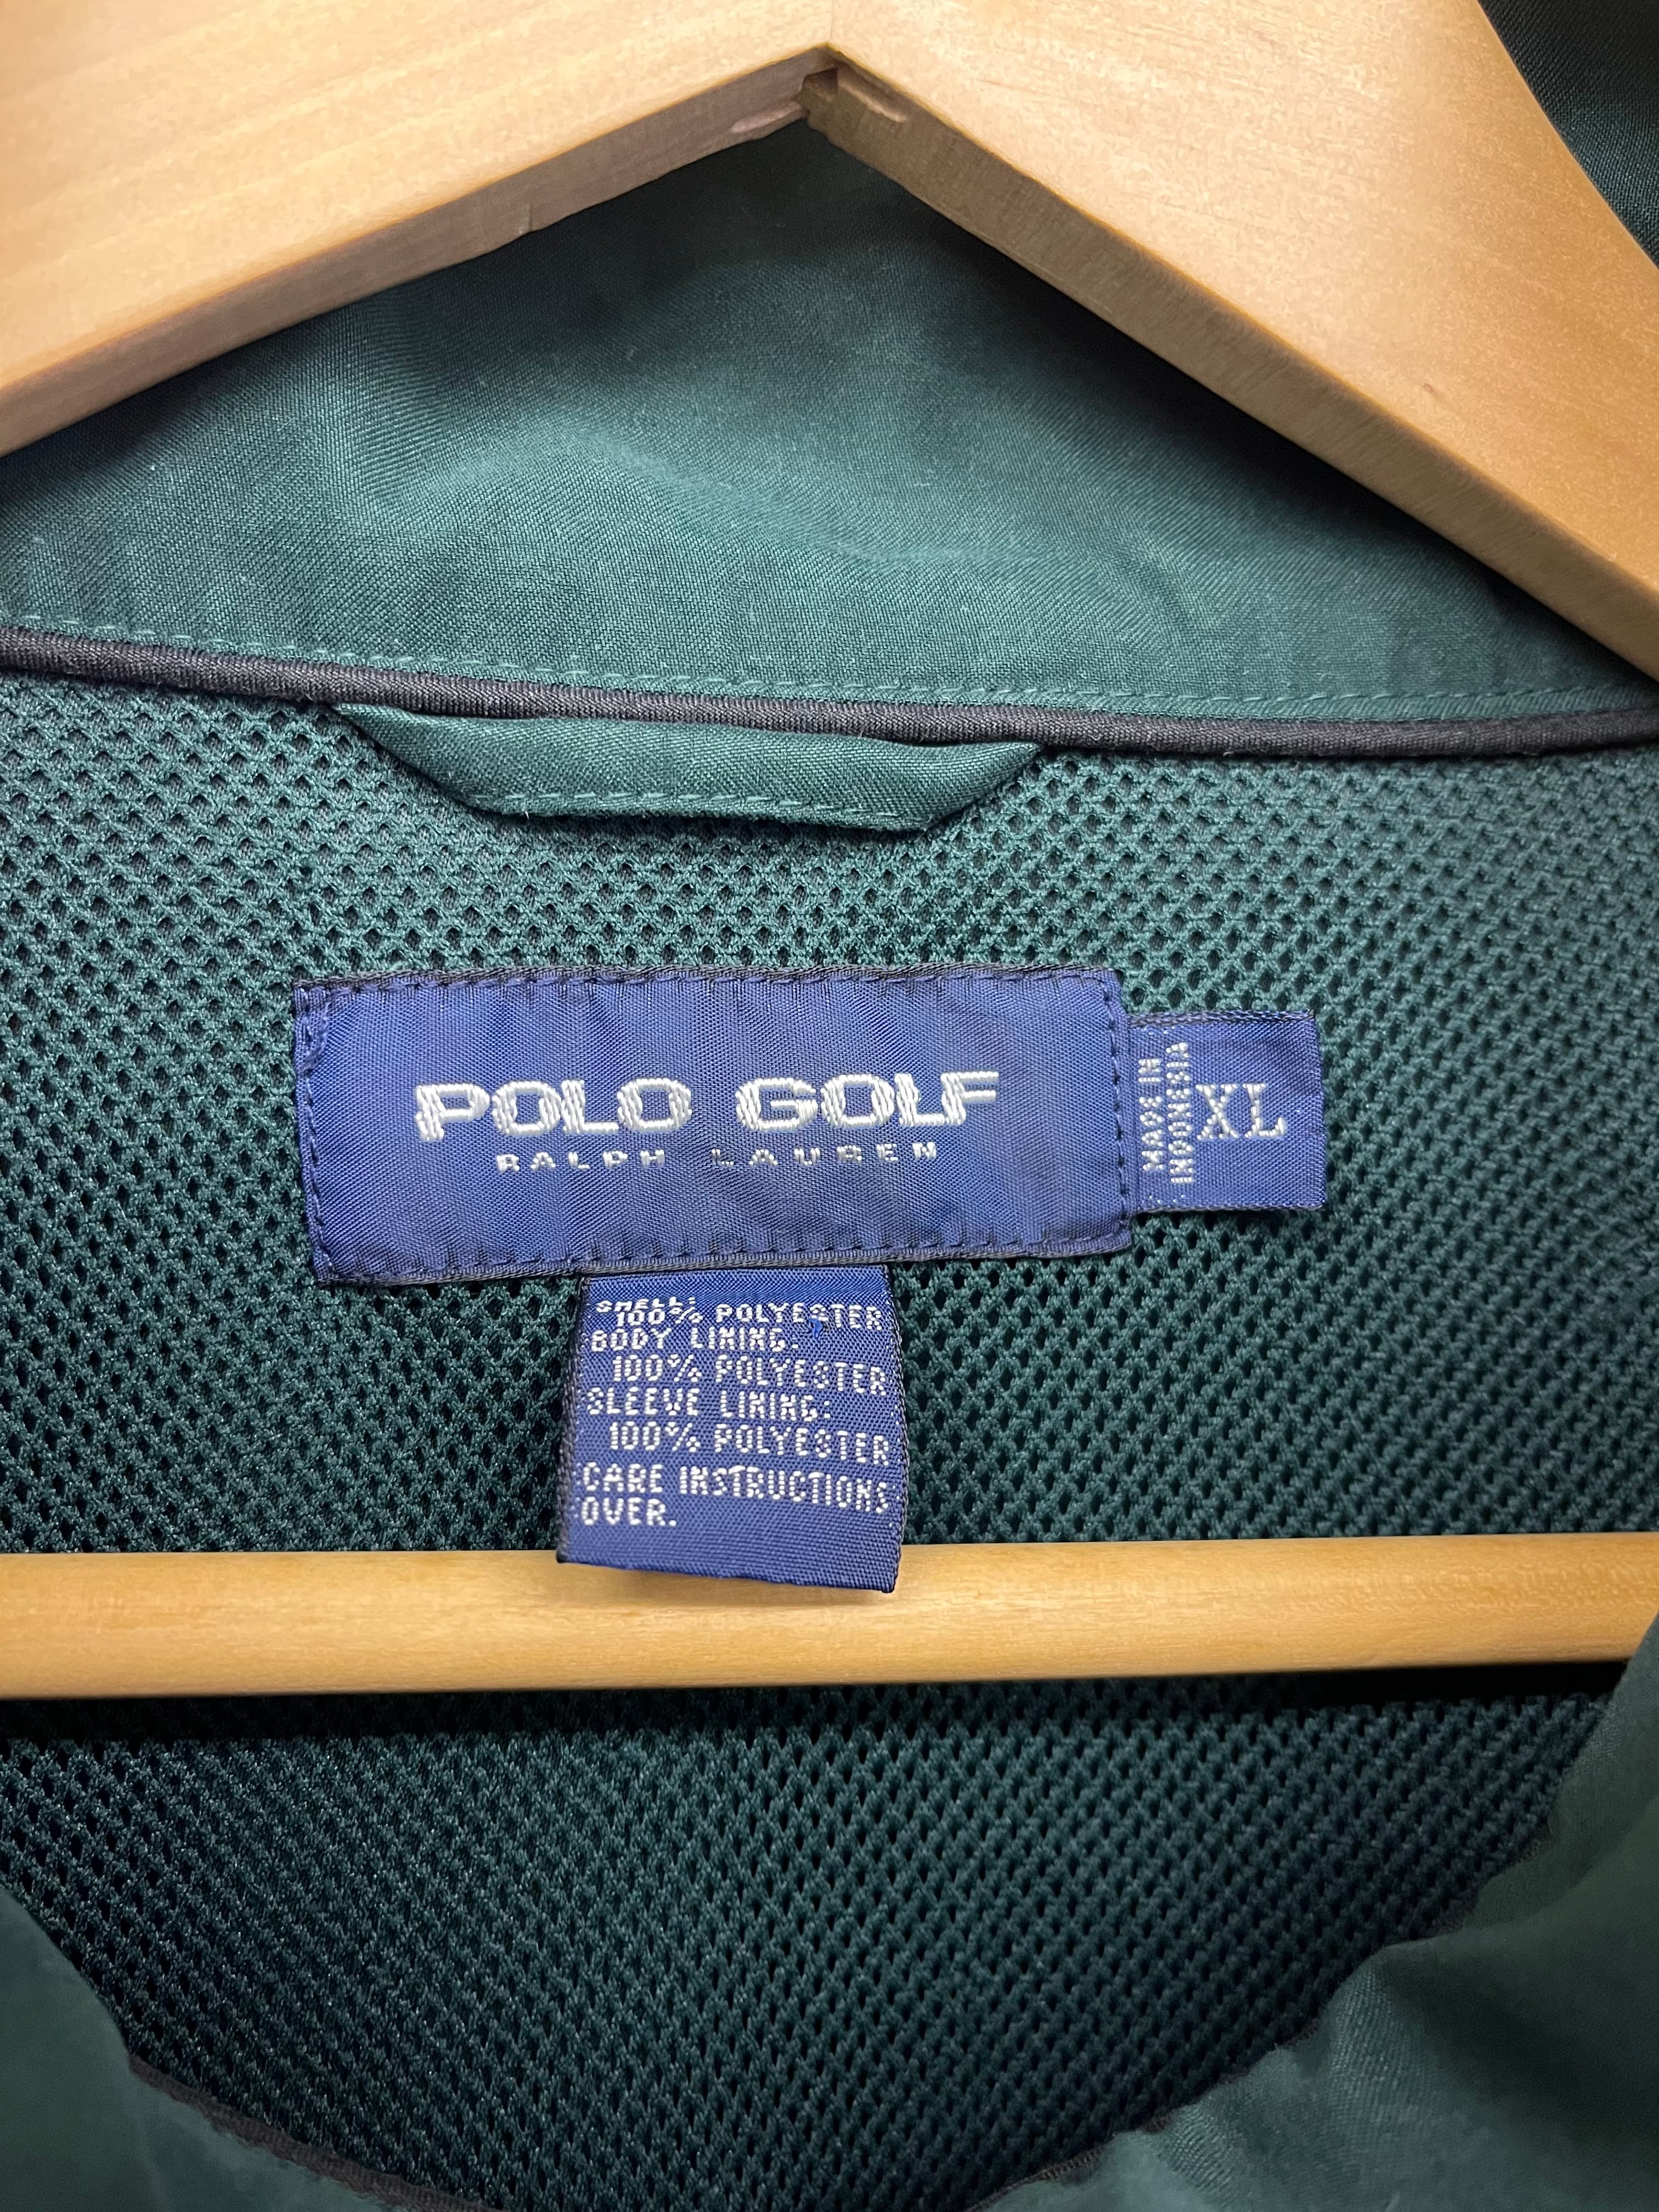 POLO GOLF
RALPH LAUREN
MADE IN
INDONESIA
XL
SHELL:
100% POLYESTER
BODY LINING:
100% POLYESTER
SLEEVE LINING:
100% POLYESTER
CARE INSTRUCTIONS
OVER.